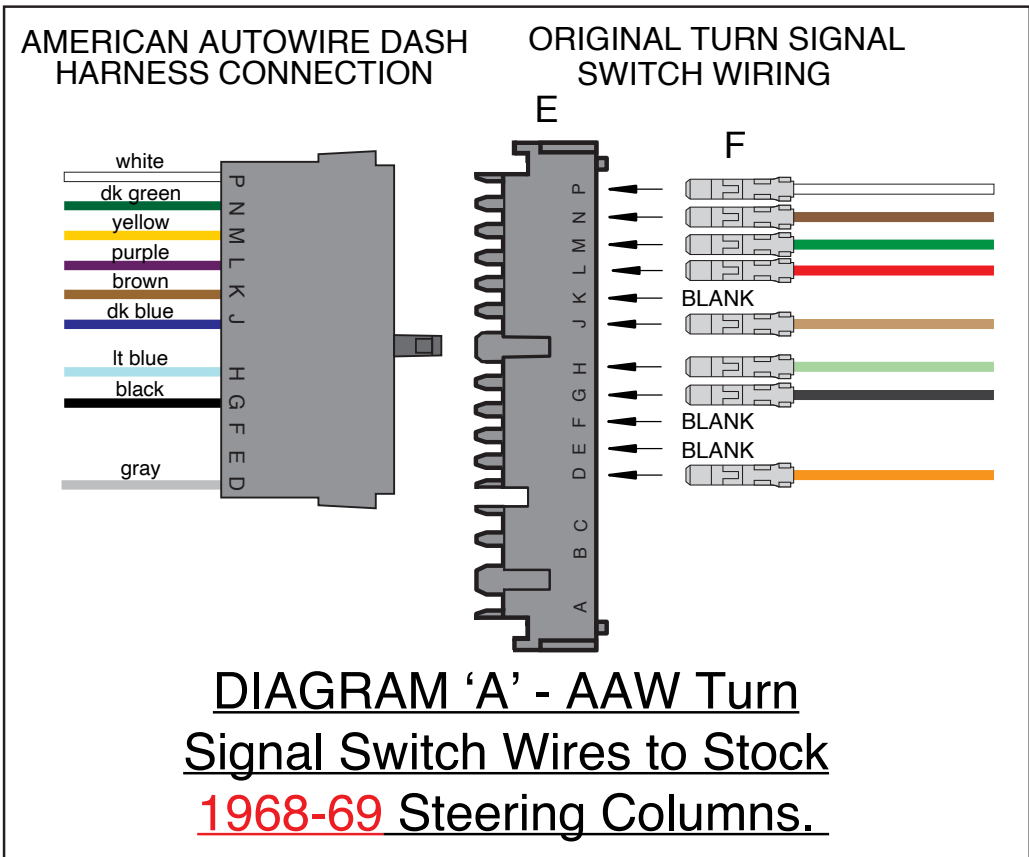 AMERICAN AUTOWIRE DASH
HARNESS CONNECTION
ORIGINAL TURN SIGNAL
SWITCH WIRING
E
F
white
dk green
yellow
purple
brown
dk blue
lt blue
black
gray
P
N
M
L
K
J
H
G
F
E
D
P
N
M
L
K
J
H
G
F
E
D
C
B
A
BLANK
BLANK
BLANK
DIAGRAM ‘A’ - AAW Turn
Signal Switch Wires to Stock
1968-69 Steering Columns.